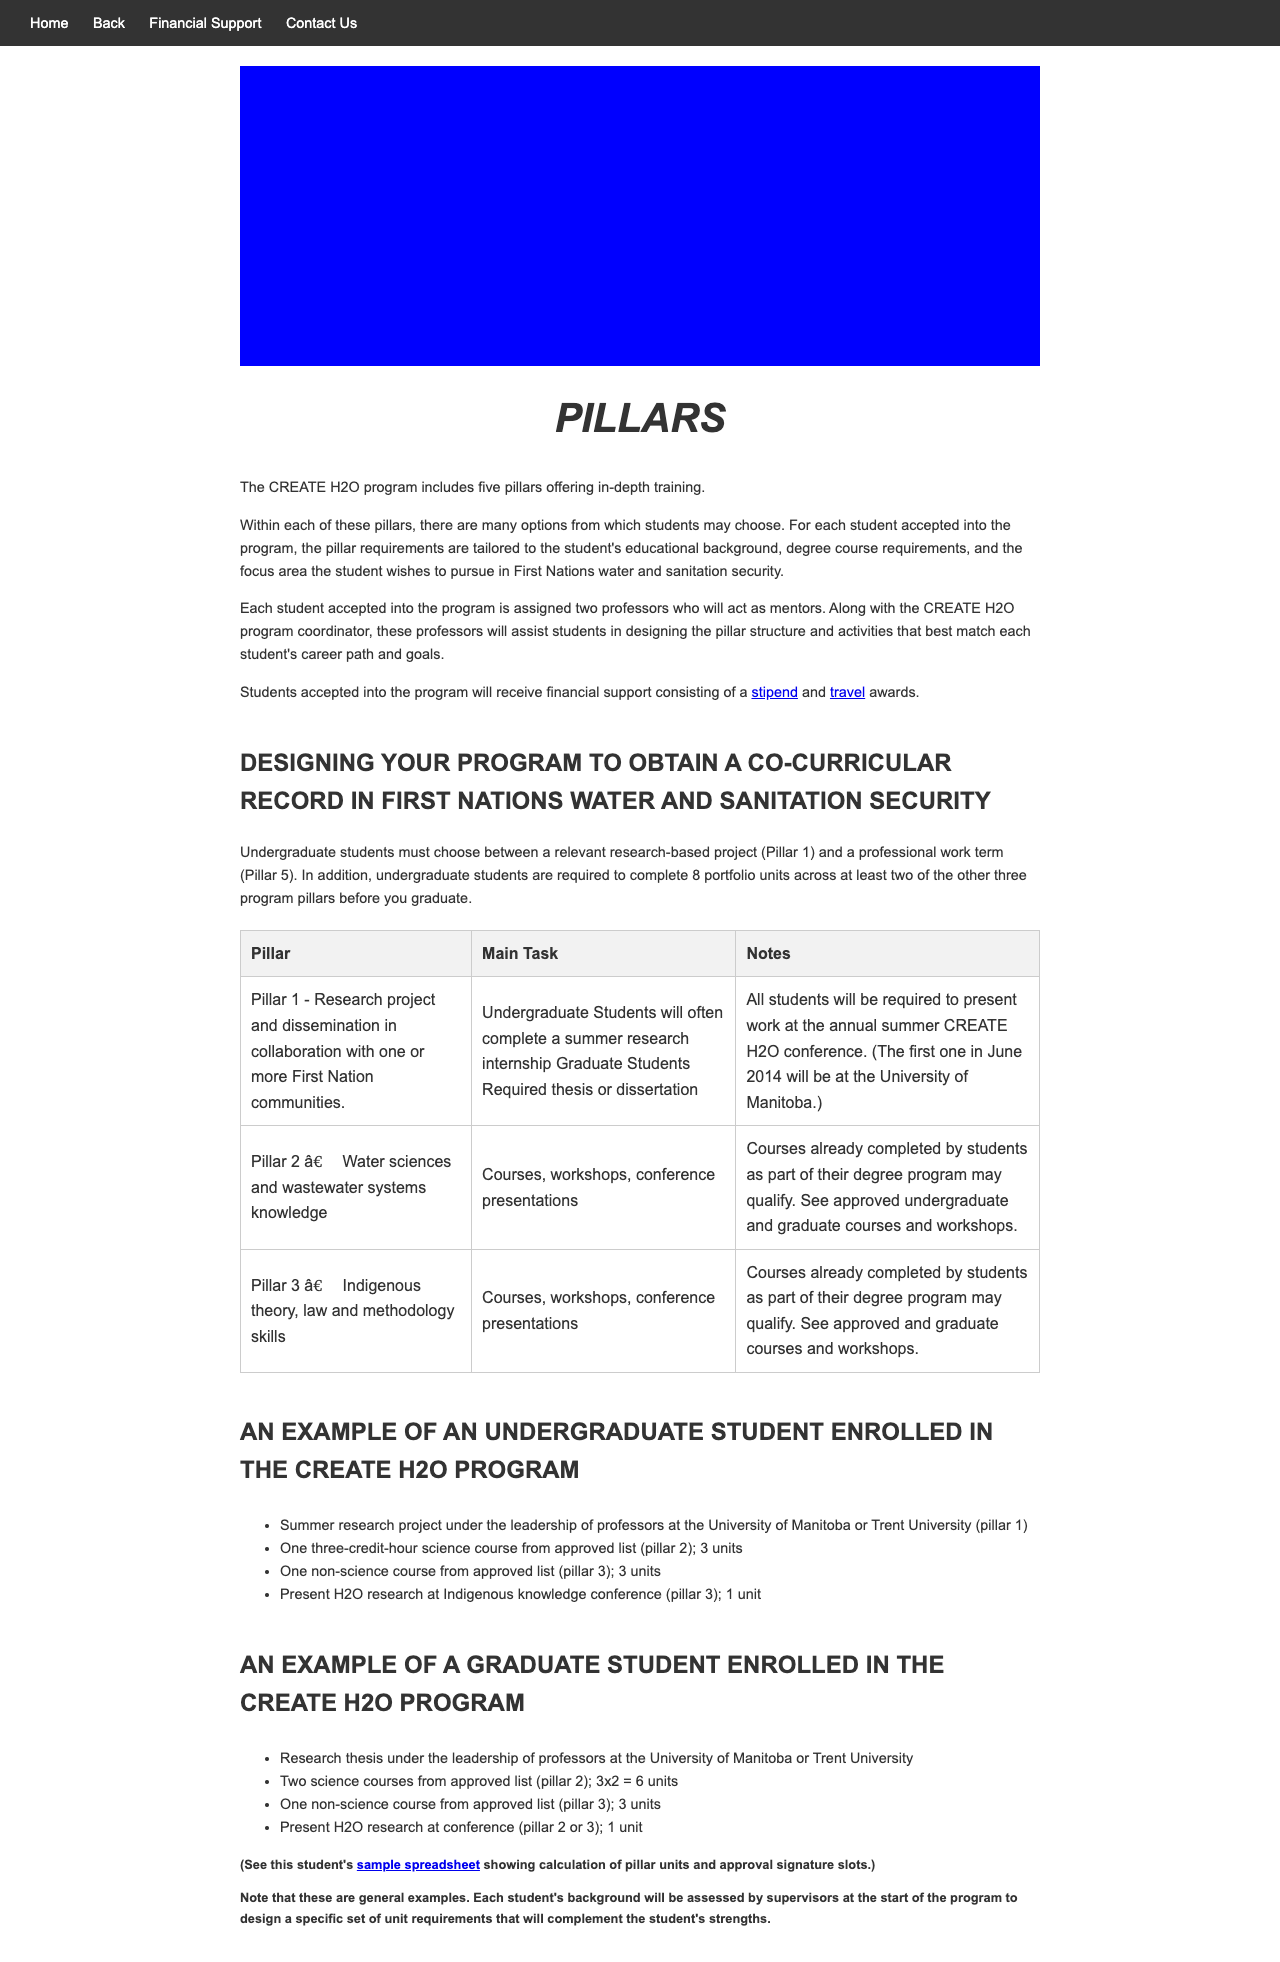 Home Back Financial Support Contact Us
PILLARS
The CREATE H2O program includes five pillars offering in-depth training.
Within each of these pillars, there are many options from which students may choose. For each student accepted into the
program, the pillar requirements are tailored to the student's educational background, degree course requirements, and the
focus area the student wishes to pursue in First Nations water and sanitation security.
Each student accepted into the program is assigned two professors who will act as mentors. Along with the CREATE H2O
program coordinator, these professors will assist students in designing the pillar structure and activities that best match each
student's career path and goals.
Students accepted into the program will receive financial support consisting of a stipend and travel awards.
DESIGNING YOUR PROGRAM TO OBTAIN A CO-CURRICULAR
RECORD IN FIRST NATIONS WATER AND SANITATION SECURITY
Undergraduate students must choose between a relevant research-based project (Pillar 1) and a professional work term
(Pillar 5). In addition, undergraduate students are required to complete 8 portfolio units across at least two of the other three
program pillars before you graduate.
Pillar Main Task Notes
Pillar 1 - Research project
and dissemination in
collaboration with one or
more First Nation
communities.
Undergraduate Students will often
complete a summer research
internship Graduate Students
Required thesis or dissertation
All students will be required to present
work at the annual summer CREATE
H2O conference. (The first one in June
2014 will be at the University of
Manitoba.)
Pillar 2 â€ Water sciences
and wastewater systems
knowledge
Courses, workshops, conference
presentations
Courses already completed by students
as part of their degree program may
qualify. See approved undergraduate
and graduate courses and workshops.
Pillar 3 â€ Indigenous
theory, law and methodology
skills
Courses, workshops, conference
presentations
Courses already completed by students
as part of their degree program may
qualify. See approved and graduate
courses and workshops.
AN EXAMPLE OF AN UNDERGRADUATE STUDENT ENROLLED IN
THE CREATE H2O PROGRAM
• Summer research project under the leadership of professors at the University of Manitoba or Trent University (pillar 1)
• One three-credit-hour science course from approved list (pillar 2); 3 units
• One non-science course from approved list (pillar 3); 3 units
• Present H2O research at Indigenous knowledge conference (pillar 3); 1 unit
AN EXAMPLE OF A GRADUATE STUDENT ENROLLED IN THE
CREATE H2O PROGRAM
• Research thesis under the leadership of professors at the University of Manitoba or Trent University
• Two science courses from approved list (pillar 2); 3x2 = 6 units
• One non-science course from approved list (pillar 3); 3 units
• Present H2O research at conference (pillar 2 or 3); 1 unit
(See this student's sample spreadsheet showing calculation of pillar units and approval signature slots.)
Note that these are general examples. Each student's background will be assessed by supervisors at the start of the program to
design a specific set of unit requirements that will complement the student's strengths.